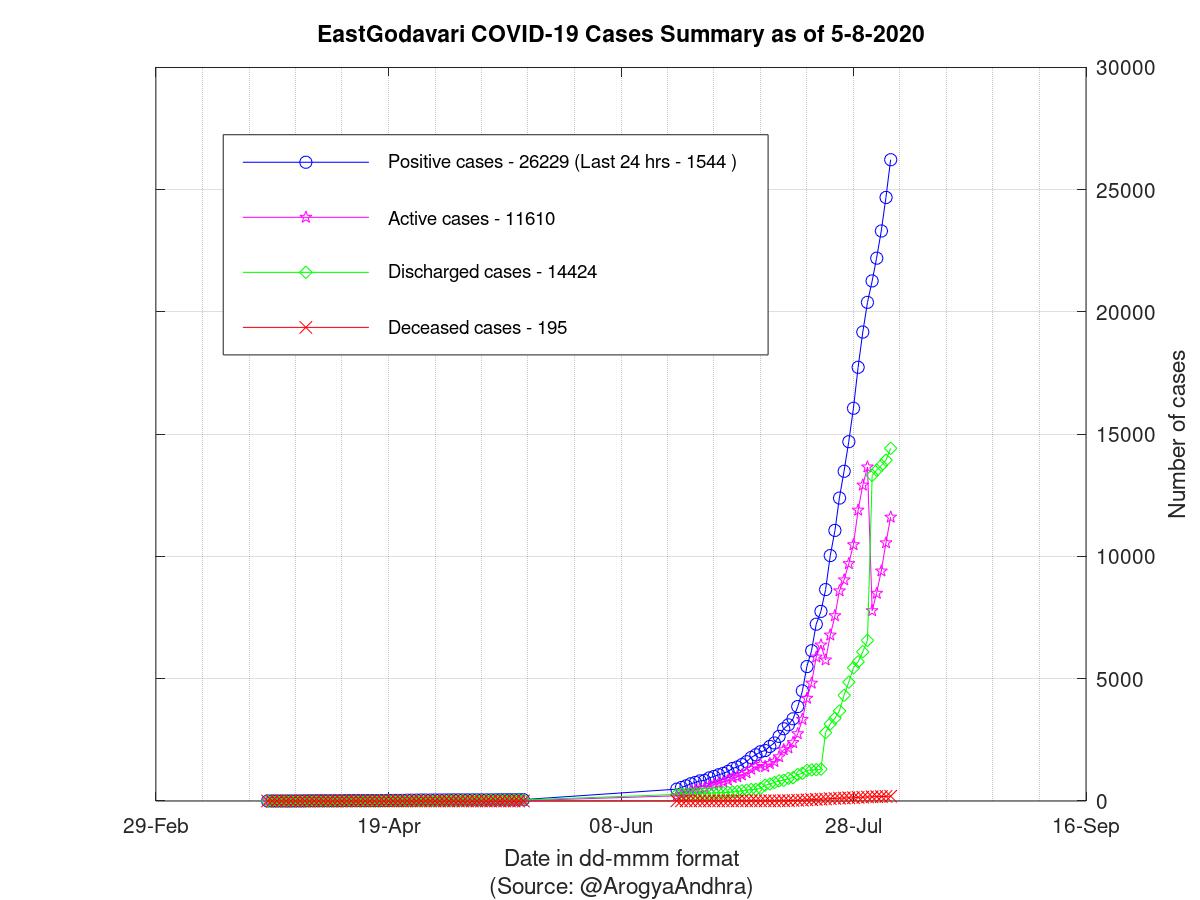 EastGodavari COVID-19 Cases Summary as of 5-8-2020
Positive cases - 26229 (Last 24 hrs - 1544 )
Active cases - 11610
Discharged cases - 14424
Deceased cases - 195
30000
25000
20000
15000
10000
5000
0
Number of cases
29-Feb
19-Apr
08-Jun
28-Jul
16-Sep
Date in dd-mmm format
(Source: @ArogyaAndhra)